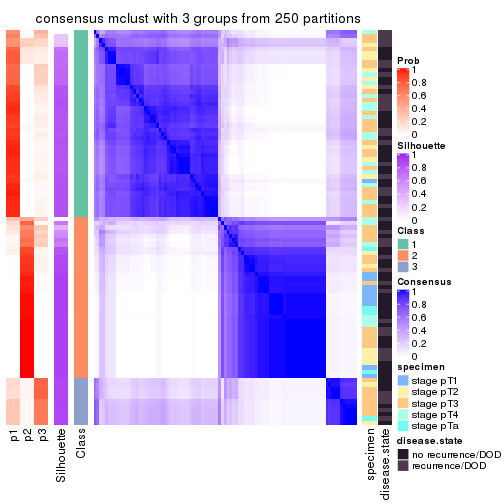 consensus mclust with 3 groups from 250 partitions
Prob
1
0.8
0.6
0.4
0.2
0
Silhouette
1
0.8
0.6
0.4
0.2
0
Class
1
2
3
Consensus
1
0.8
0.6
0.4
0.2
0
specimen
stage pT1
stage pT2
stage pT3
stage pT4
stage pTa
disease.state
no recurrence/DOD
recurrence/DOD
p1
p2
p3
Silhouette
Class
specimen
disease.state